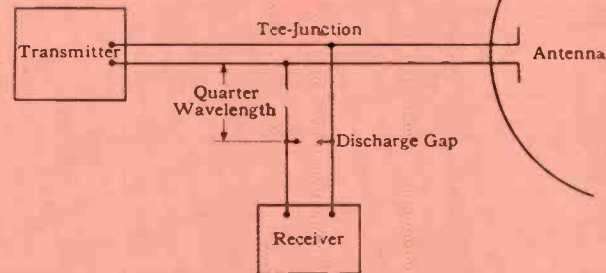 Tee-Junction
Transmitter
Antenna
Quarter
Wavelength
Discharge Gap
Receiver